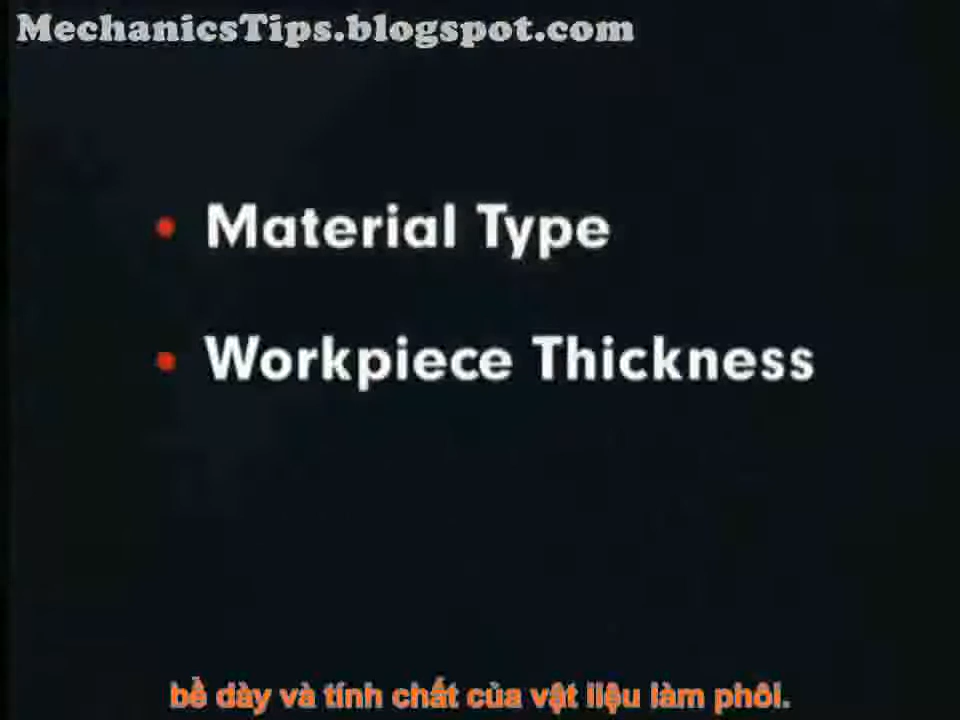 MechanicsTips.blogspot.com
• Material Type
• Workpiece Thickness
bề dày và tính chất của vật liệu làm phôi.